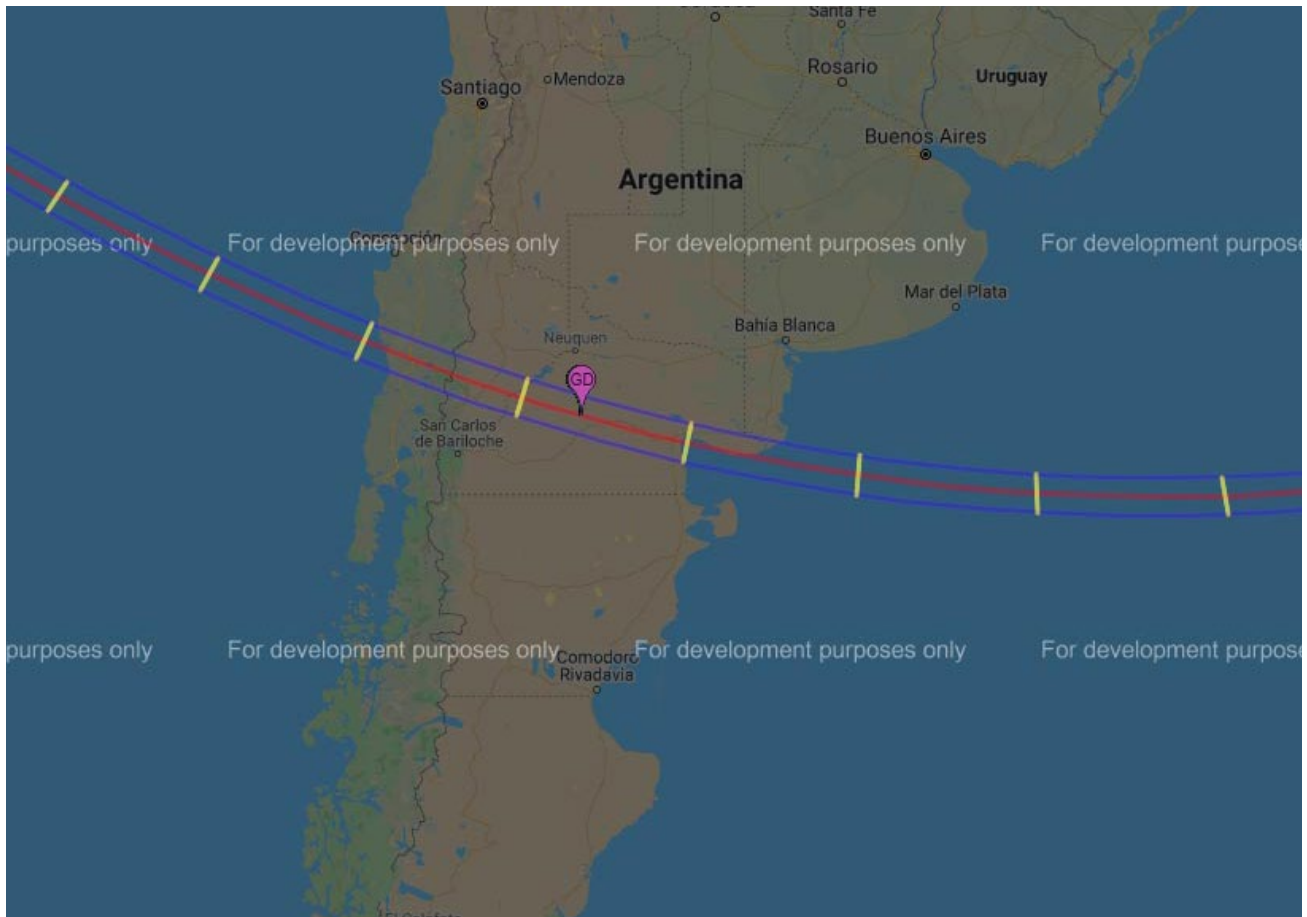 Santa Fe
Rosario
Uruguay
Mendoza
Santiago
Buenos Aires
Argentina
Concepción
purposes only
For development purposes only
For development purposes only
For development purpose
Mar del Plata
Bahía Blanca
Neuquen
GD
San Carlos
de Bariloche
purposes only
For development purposes only
For development purposes only
For development purpose
Comodoro
Rivadavia